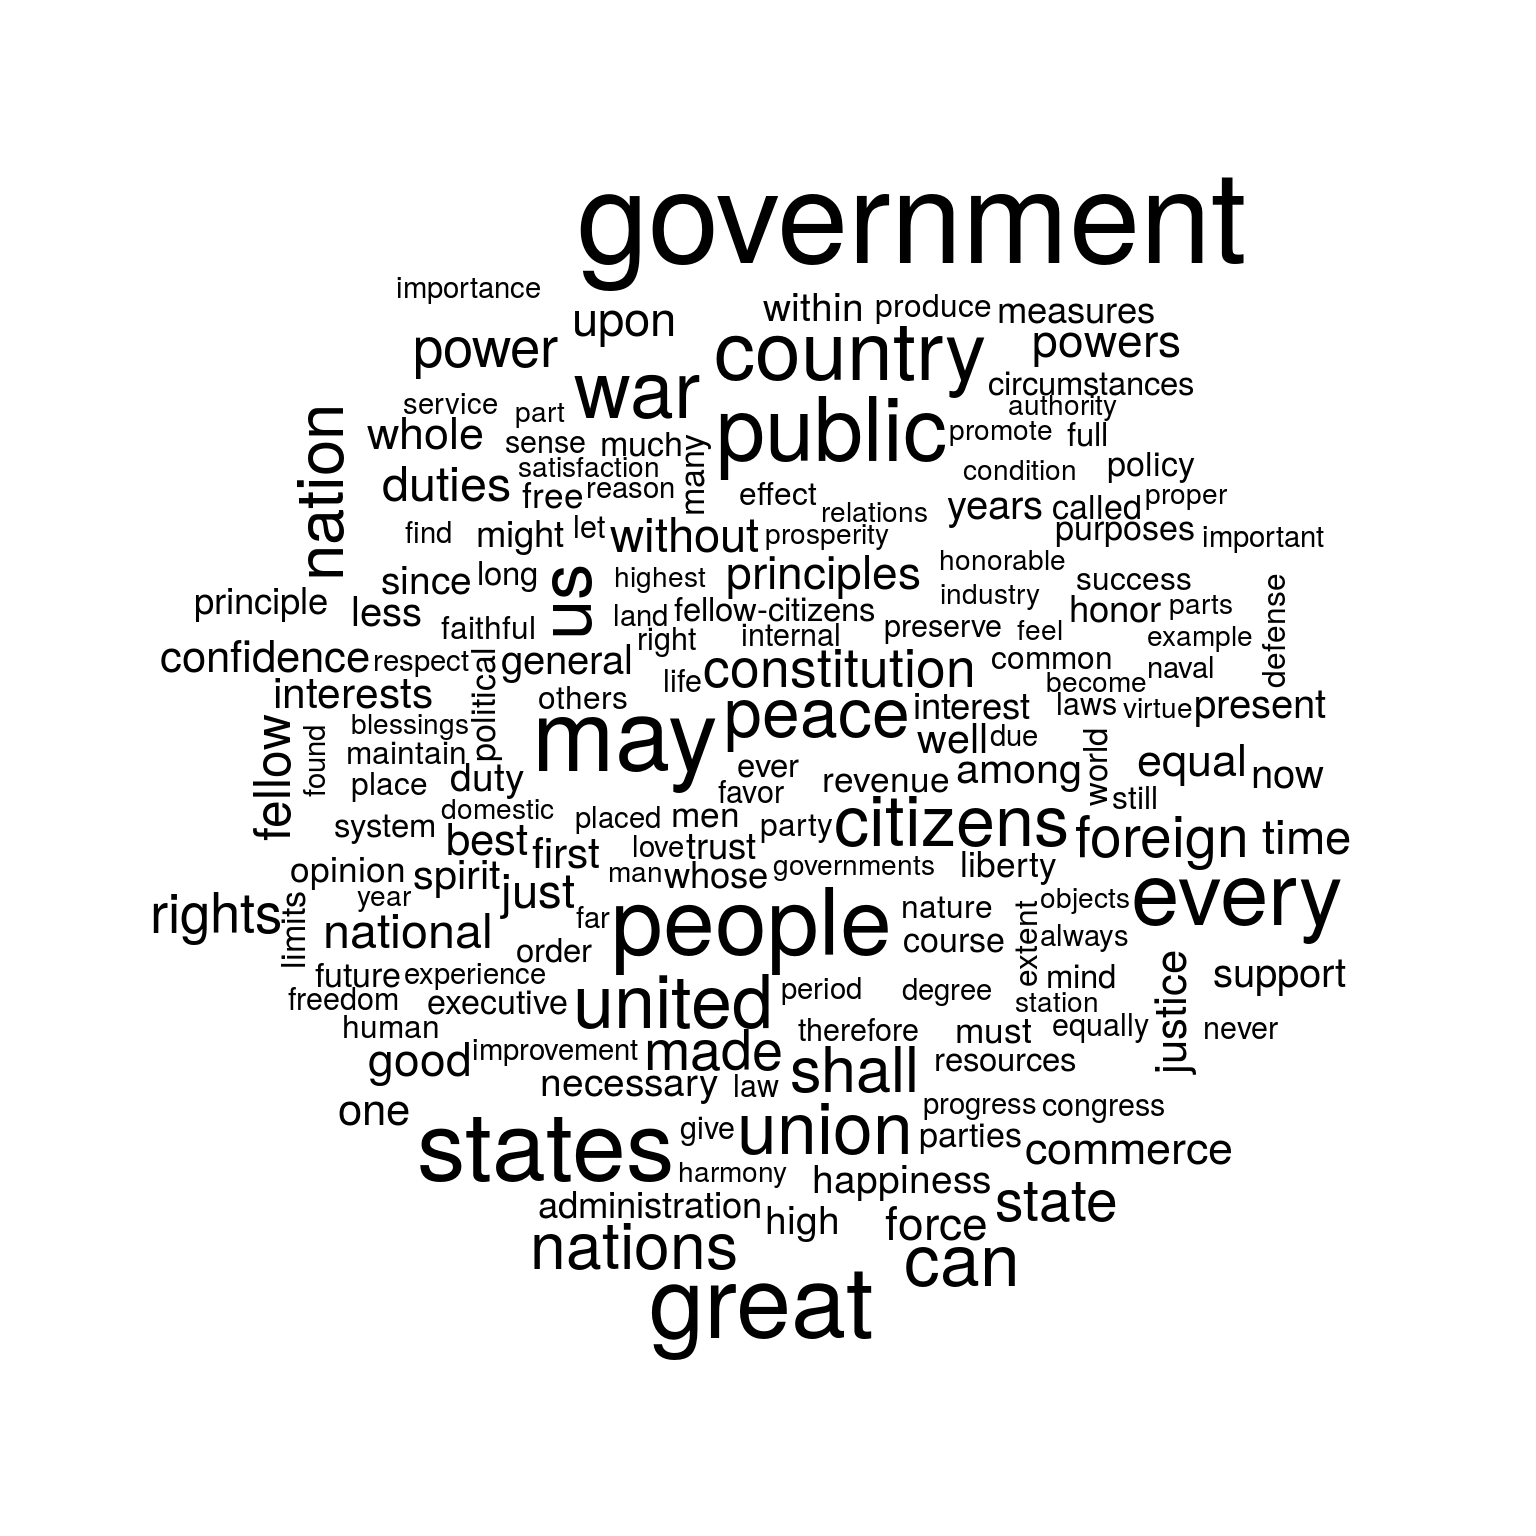 government
importance
within produce measures
upon
power country powers
war circumstances
service part authority
whole public promote full
nation sense much many
satisfaction condition policy
duties free reason effect
relations years called proper
find might let without prosperity purposes important
since long us highest principles honorable success
principle less land fellow-citizens industry honor parts defense
faithful right internal preserve feel example
confidence respect political general constitution common naval
life become
interests others interest laws virtue present
fellow found blessings may peace
maintain well due world
place duty ever revenue among equal now
domestic favor still
system best placed men party citizens foreign time
first love trust
opinion spirit man whose governments liberty
year just every
rights limits national far people nature extent objects
order course always
future experience mind justice support
freedom executive united period degree station
human therefore must equally never
good improvement made shall resources
necessary law
one progress congress
states give union parties commerce
harmony happiness
administration high force state
nations can
great